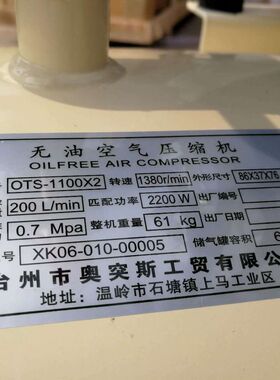 无油空气压缩机
OILFREE AIR COMPRESSOR
OTS-1100X2 转速 1380r/min 外形尺寸 86X37X76
200 L/min 匹配功率 2200 W 出厂编号
0.7 Mpa 整机重量 61 kg 出厂日期
号 XK06-010-00005 储气罐容积 6
台州市奥突斯工贸有限公
地址: 温岭市石塘镇上马工业区